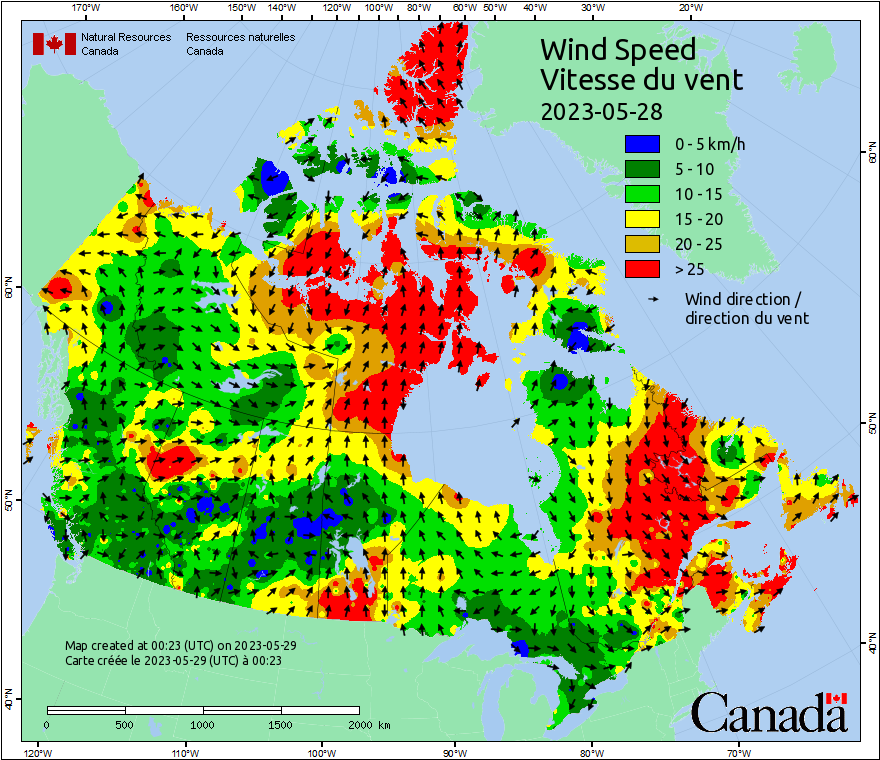 170°W 160°W 150°W 140°W 120°W 100°W 80°W 60°W 50°W 40°W 30°W 20°W
Natural Resources Ressources naturelles
Canada Canada
Wind Speed
Vitesse du vent
2023-05-28
0 - 5 km/h
5 - 10
10 - 15
15 - 20
20 - 25
> 25
Wind direction /
direction du vent
60°N
60°N
50°N
50°N
40°N
40°N
Map created at 00:23 (UTC) on 2023-05-29
Carte créée le 2023-05-29 (UTC) à 00:23
0 500 1000 1500 2000 km
Canada
120°W 110°W 100°W 90°W 80°W 70°W